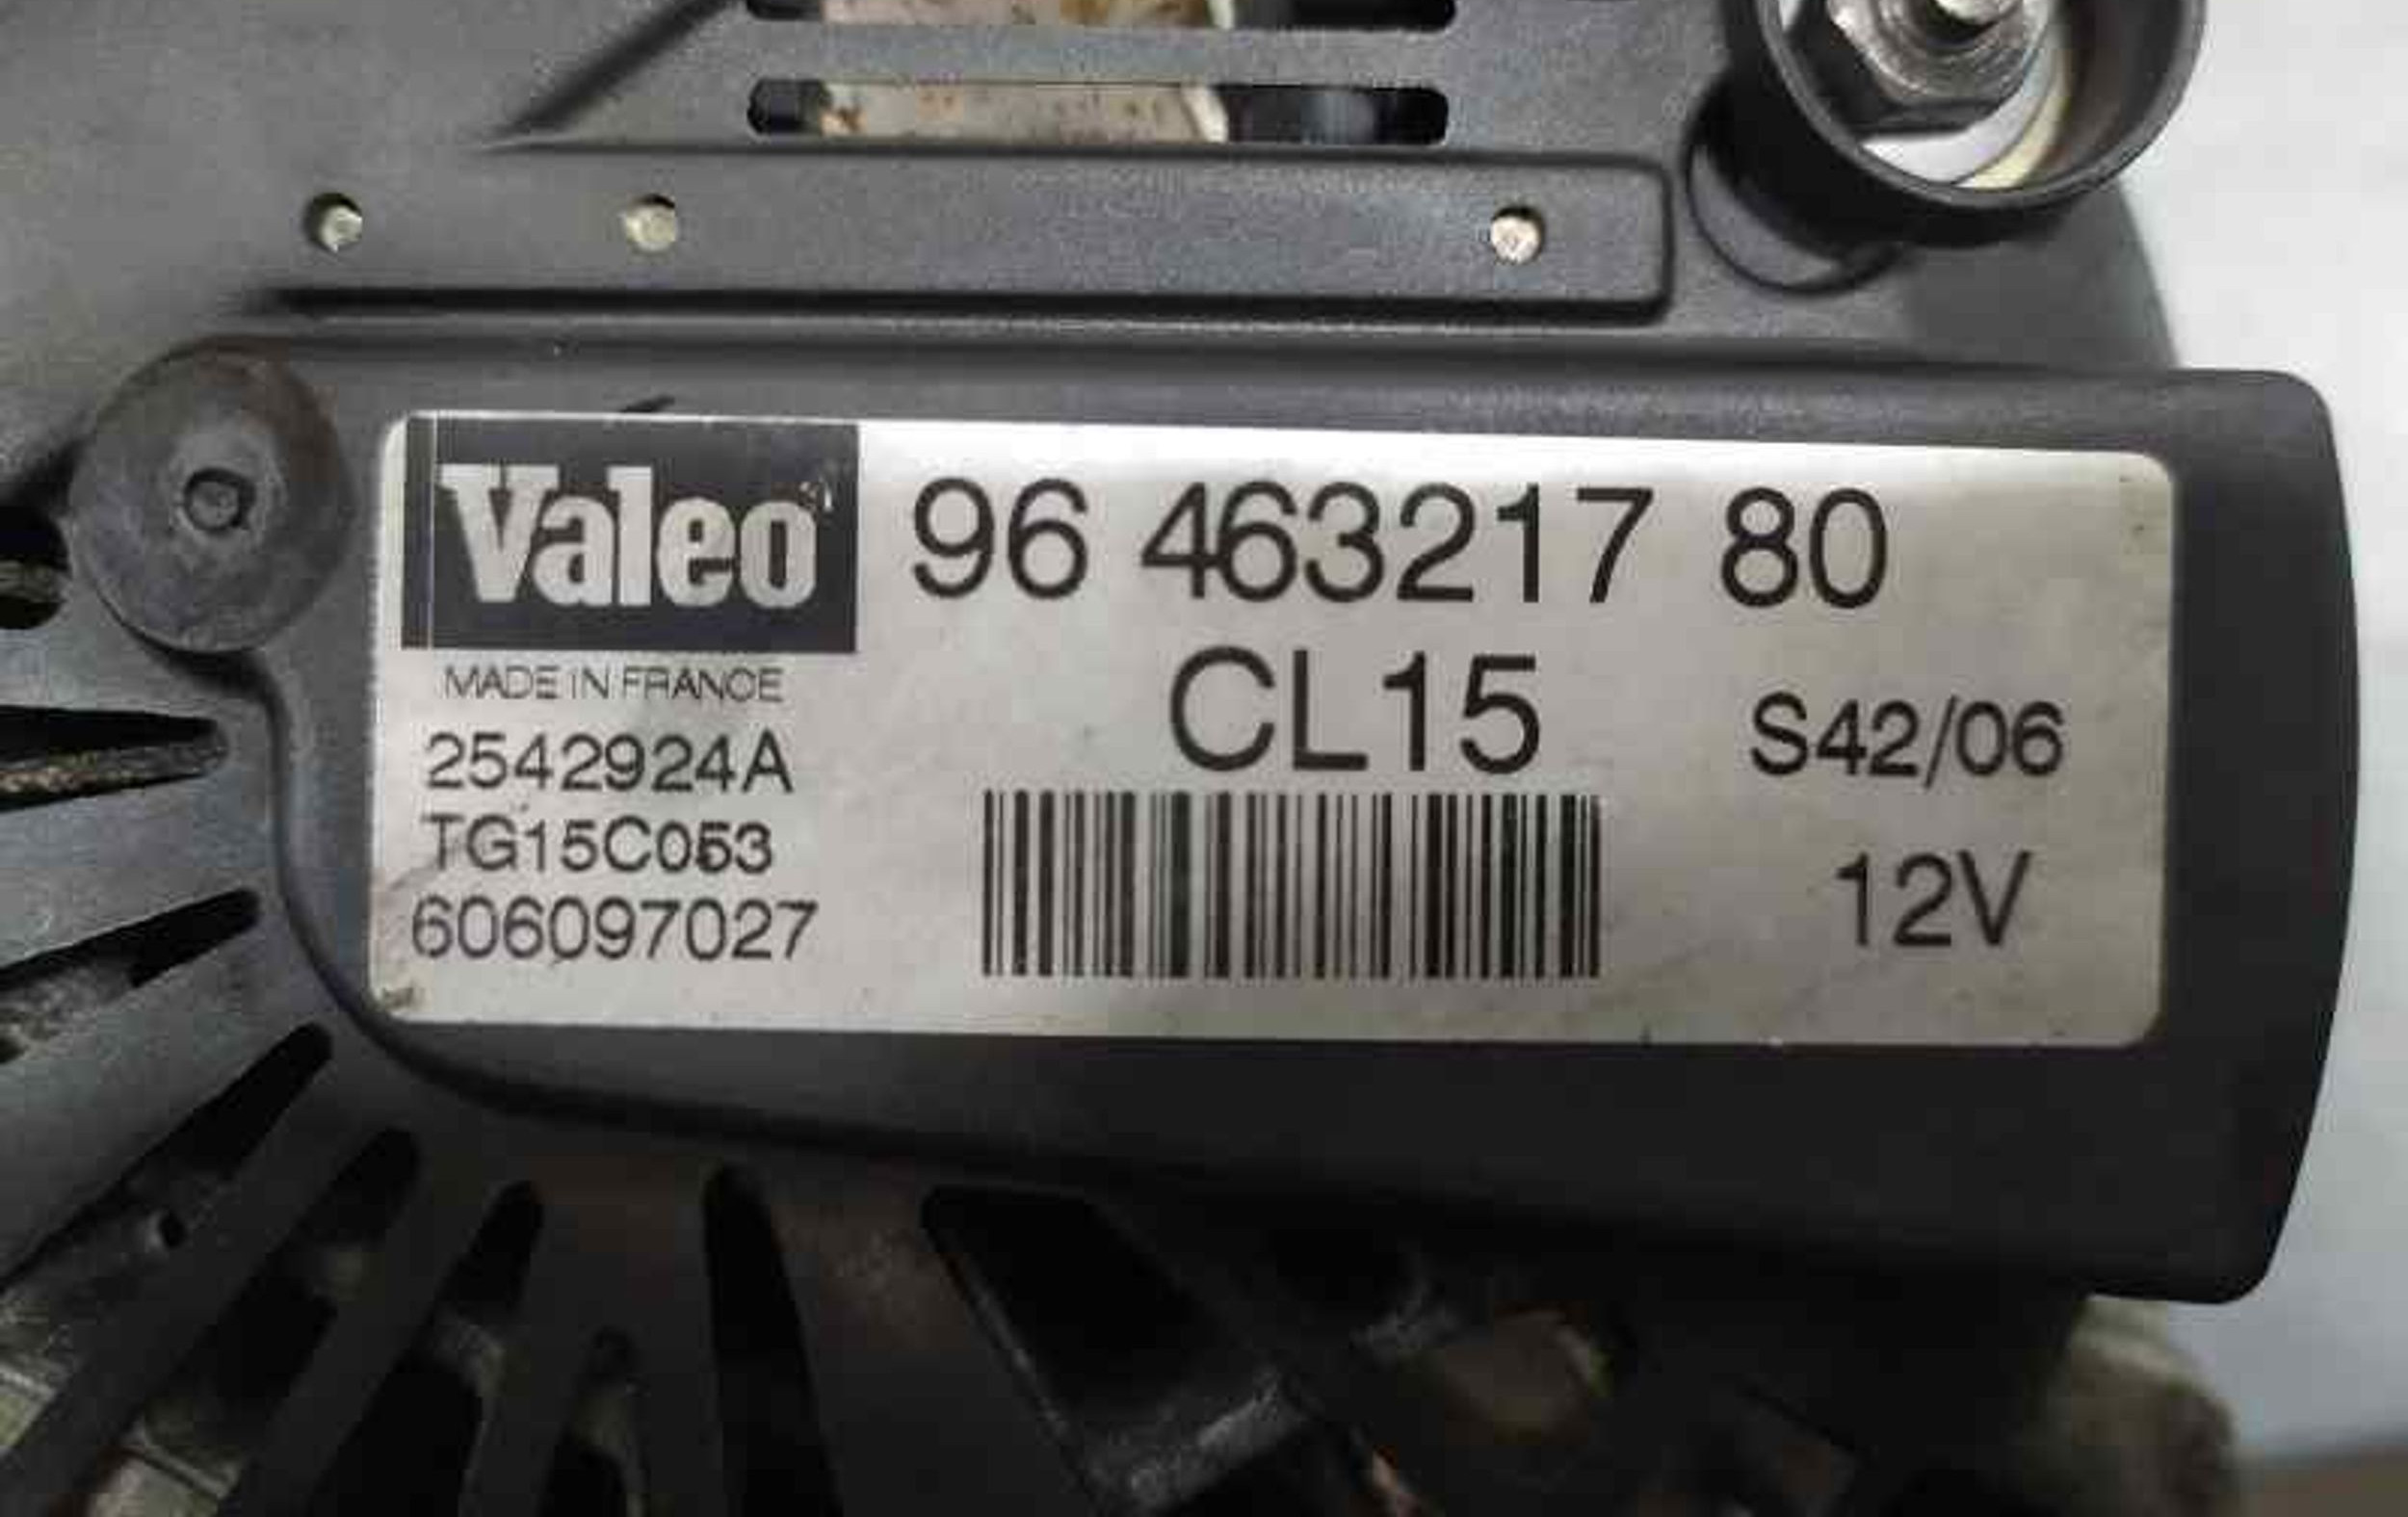 Valeo
96 463217 80
CL15
S42/06
12V
MADE IN FRANCE
2542924A
TG15C053
606097027